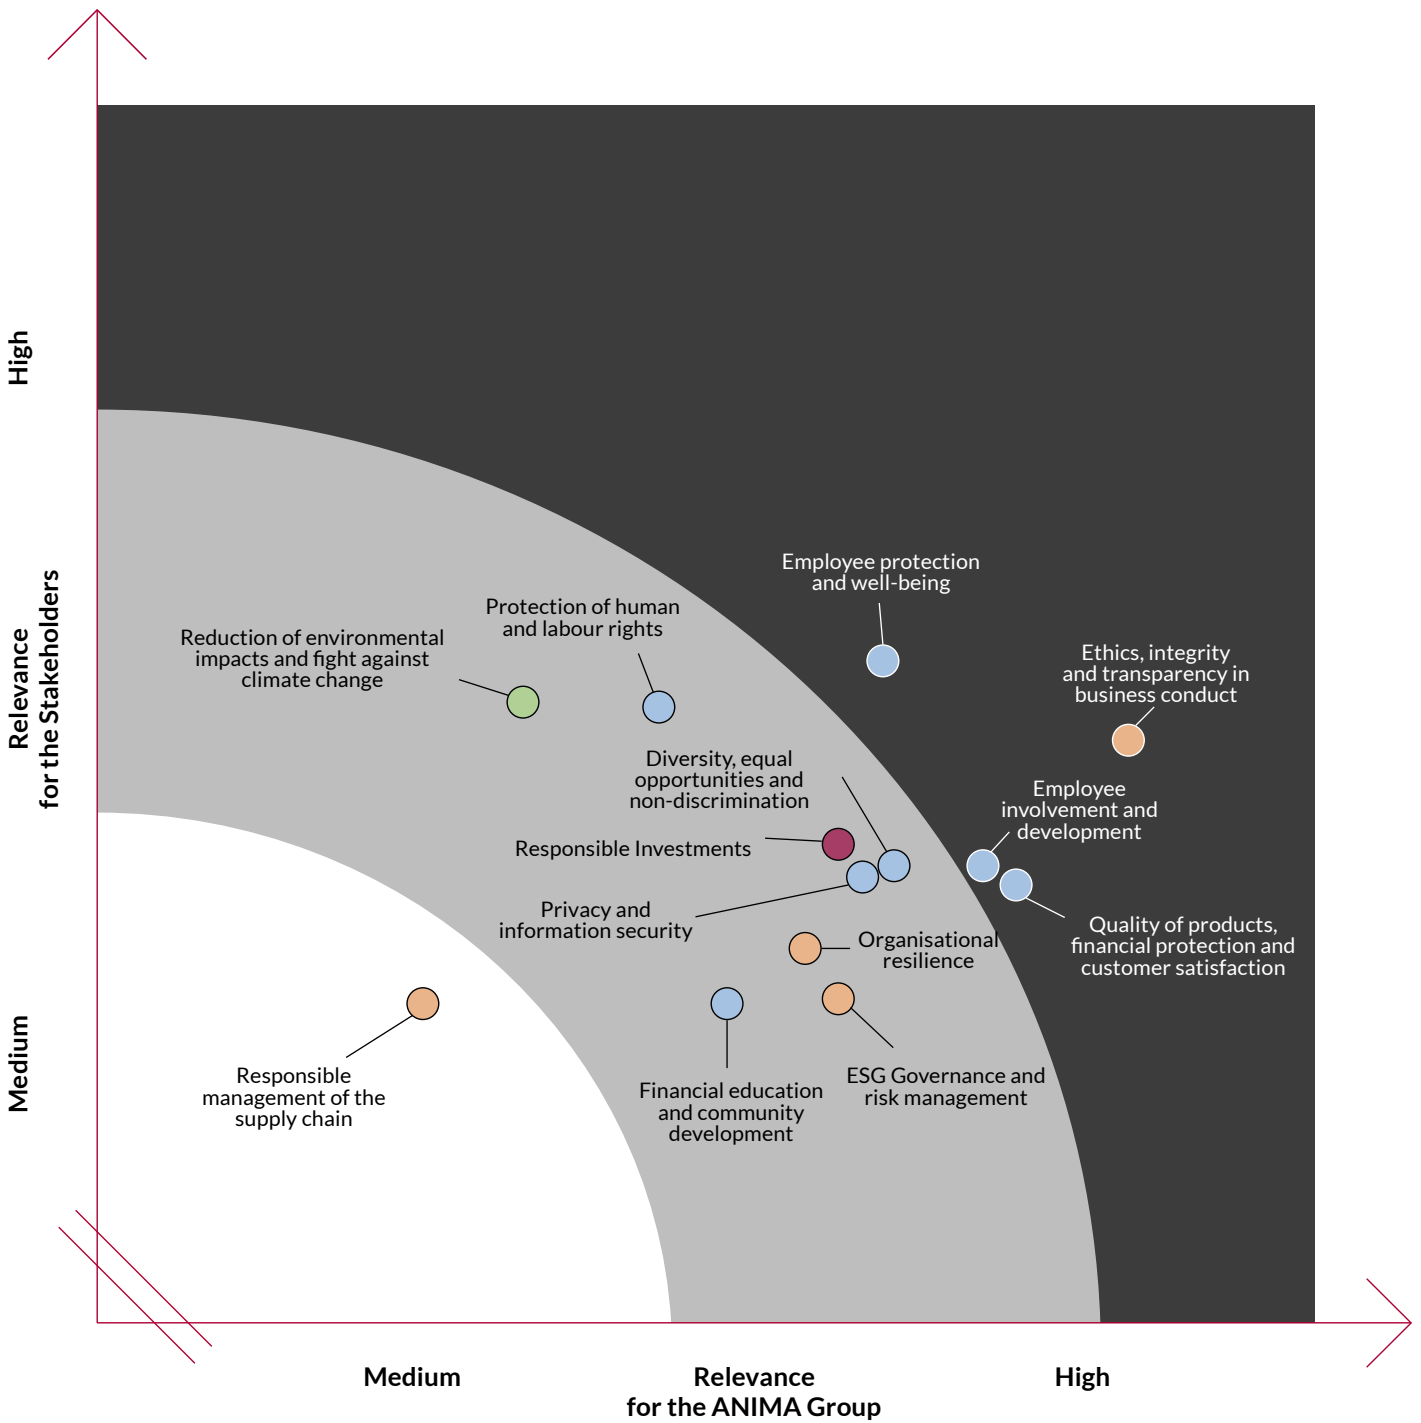 High
Relevance
for the Stakeholders
Medium
Employee protection
and well-being
Protection of human
and labour rights
Reduction of environmental
impacts and fight against
climate change
Ethics, integrity
and transparency in
business conduct
Diversity, equal
opportunities and
non-discrimination
Employee
involvement and
development
Responsible Investments
Privacy and
information security
Quality of products,
financial protection and
customer satisfaction
Organisational
resilience
Responsible
management of the
supply chain
Financial education
and community
development
ESG Governance and
risk management
Medium
Relevance
for the ANIMA Group
High